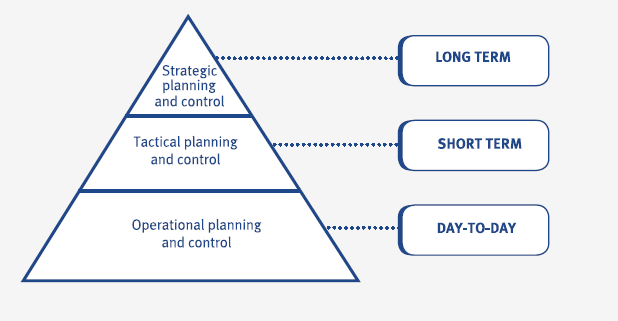 Strategic
planning
and control
LONG TERM
Tactical planning
and control
SHORT TERM
Operational planning
and control
DAY-TO-DAY